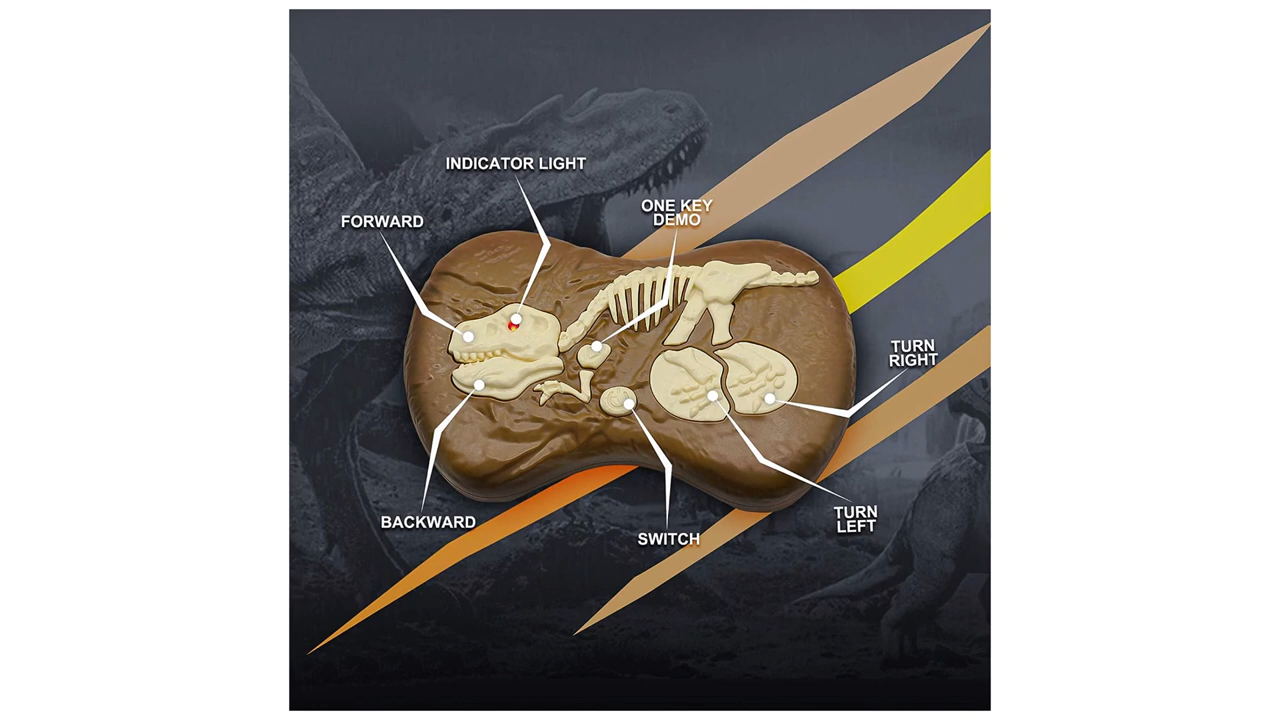 INDICATOR LIGHT
ONE KEY
DEMO
FORWARD
TURN
RIGHT
BACKWARD
TURN
LEFT
SWITCH